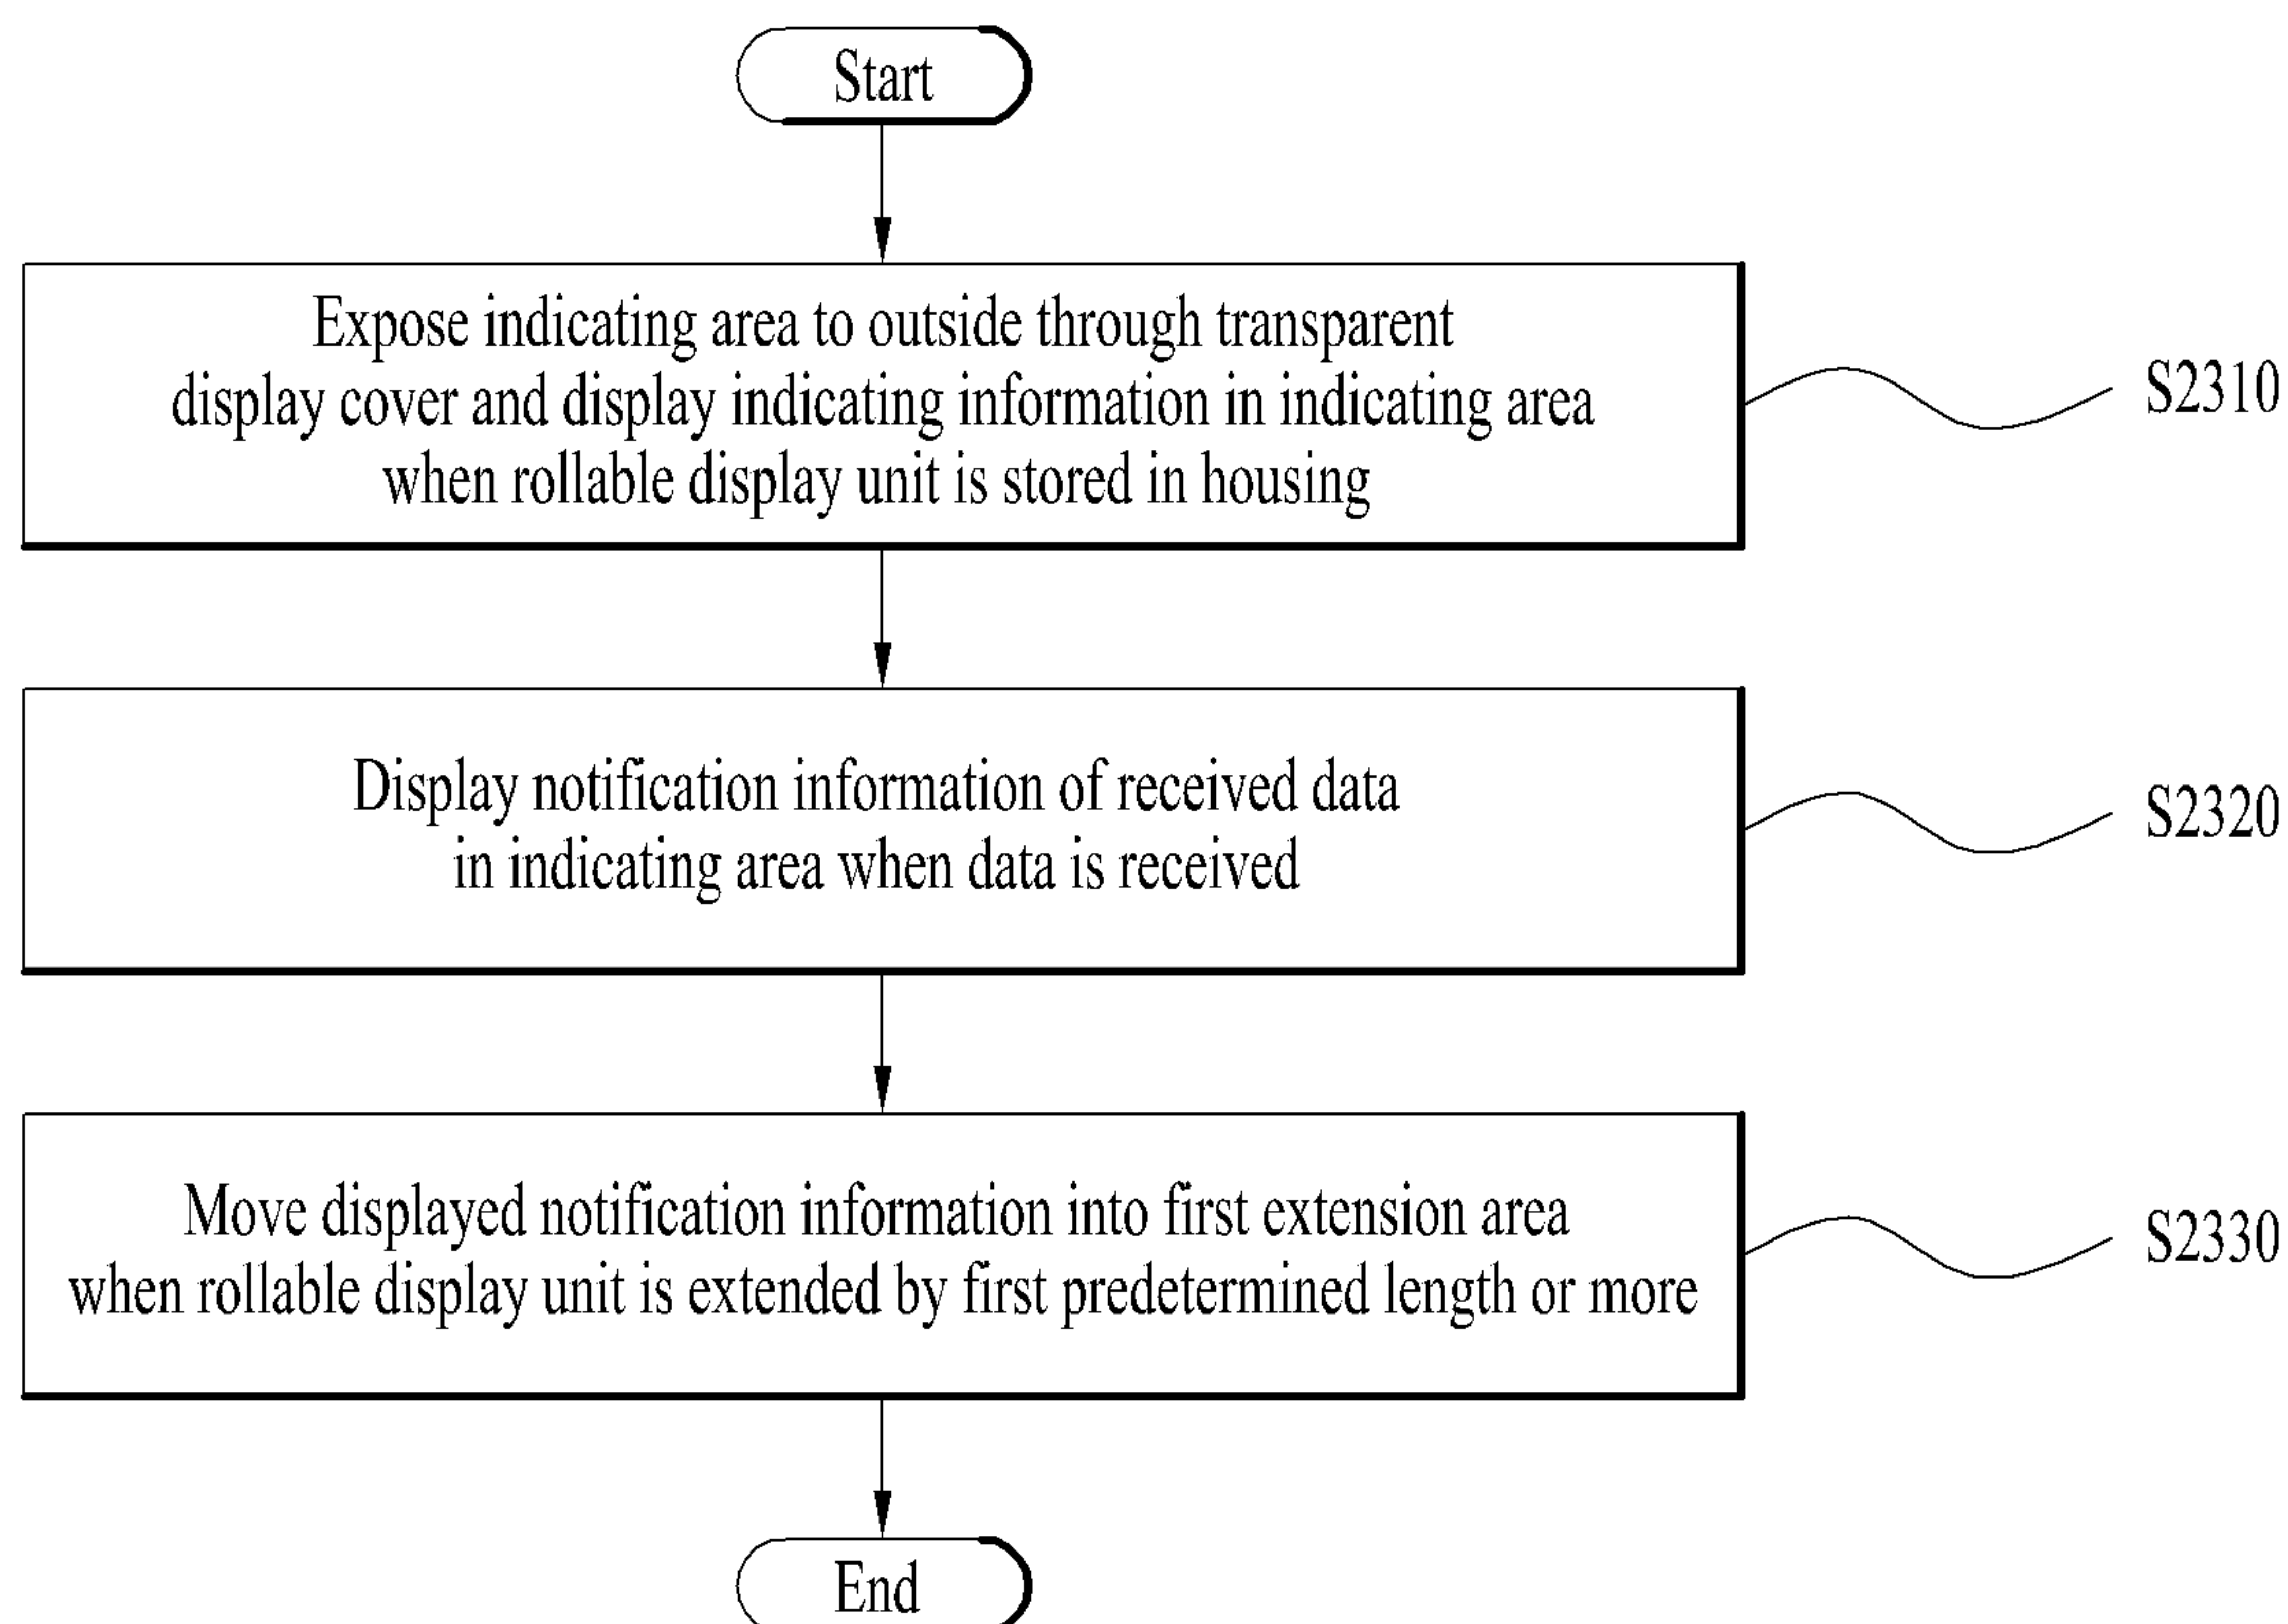 Start
Expose indicating area to outside through transparent
display cover and display indicating information in indicating area
when rollable display unit is stored in housing
S2310
Display notification information of received data
in indicating area when data is received
S2320
Move displayed notification information into first extension area
when rollable display unit is extended by first predetermined length or more
S2330
End